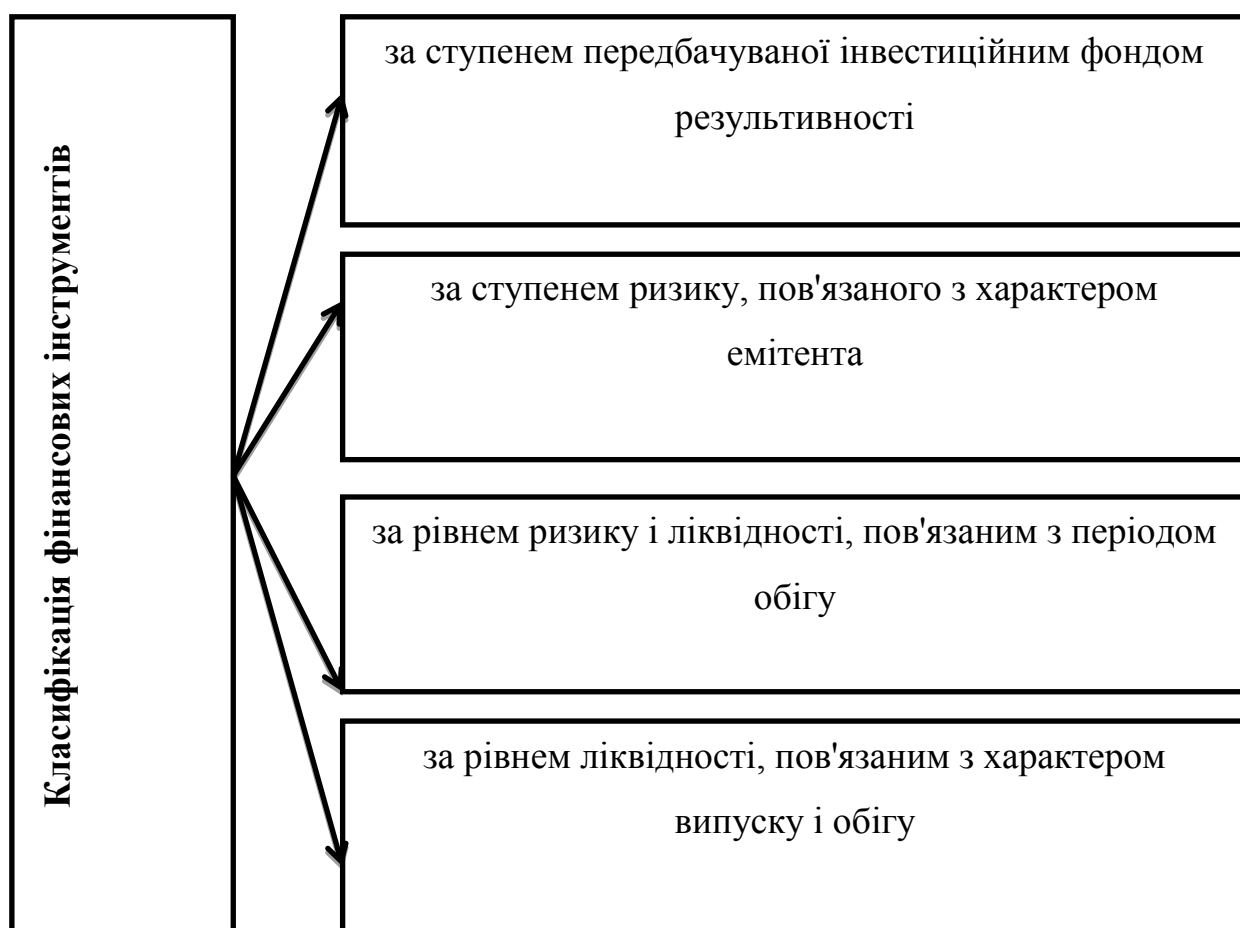 Класифікація фінансових інструментів
за ступенем передбачуваної інвестиційним фондом
результивності
за ступенем ризику, пов'язаного з характером
емітента
за рівнем ризику і ліквідності, пов'язаним з періодом
обігу
за рівнем ліквідності, пов'язаним з характером
випуску і обігу